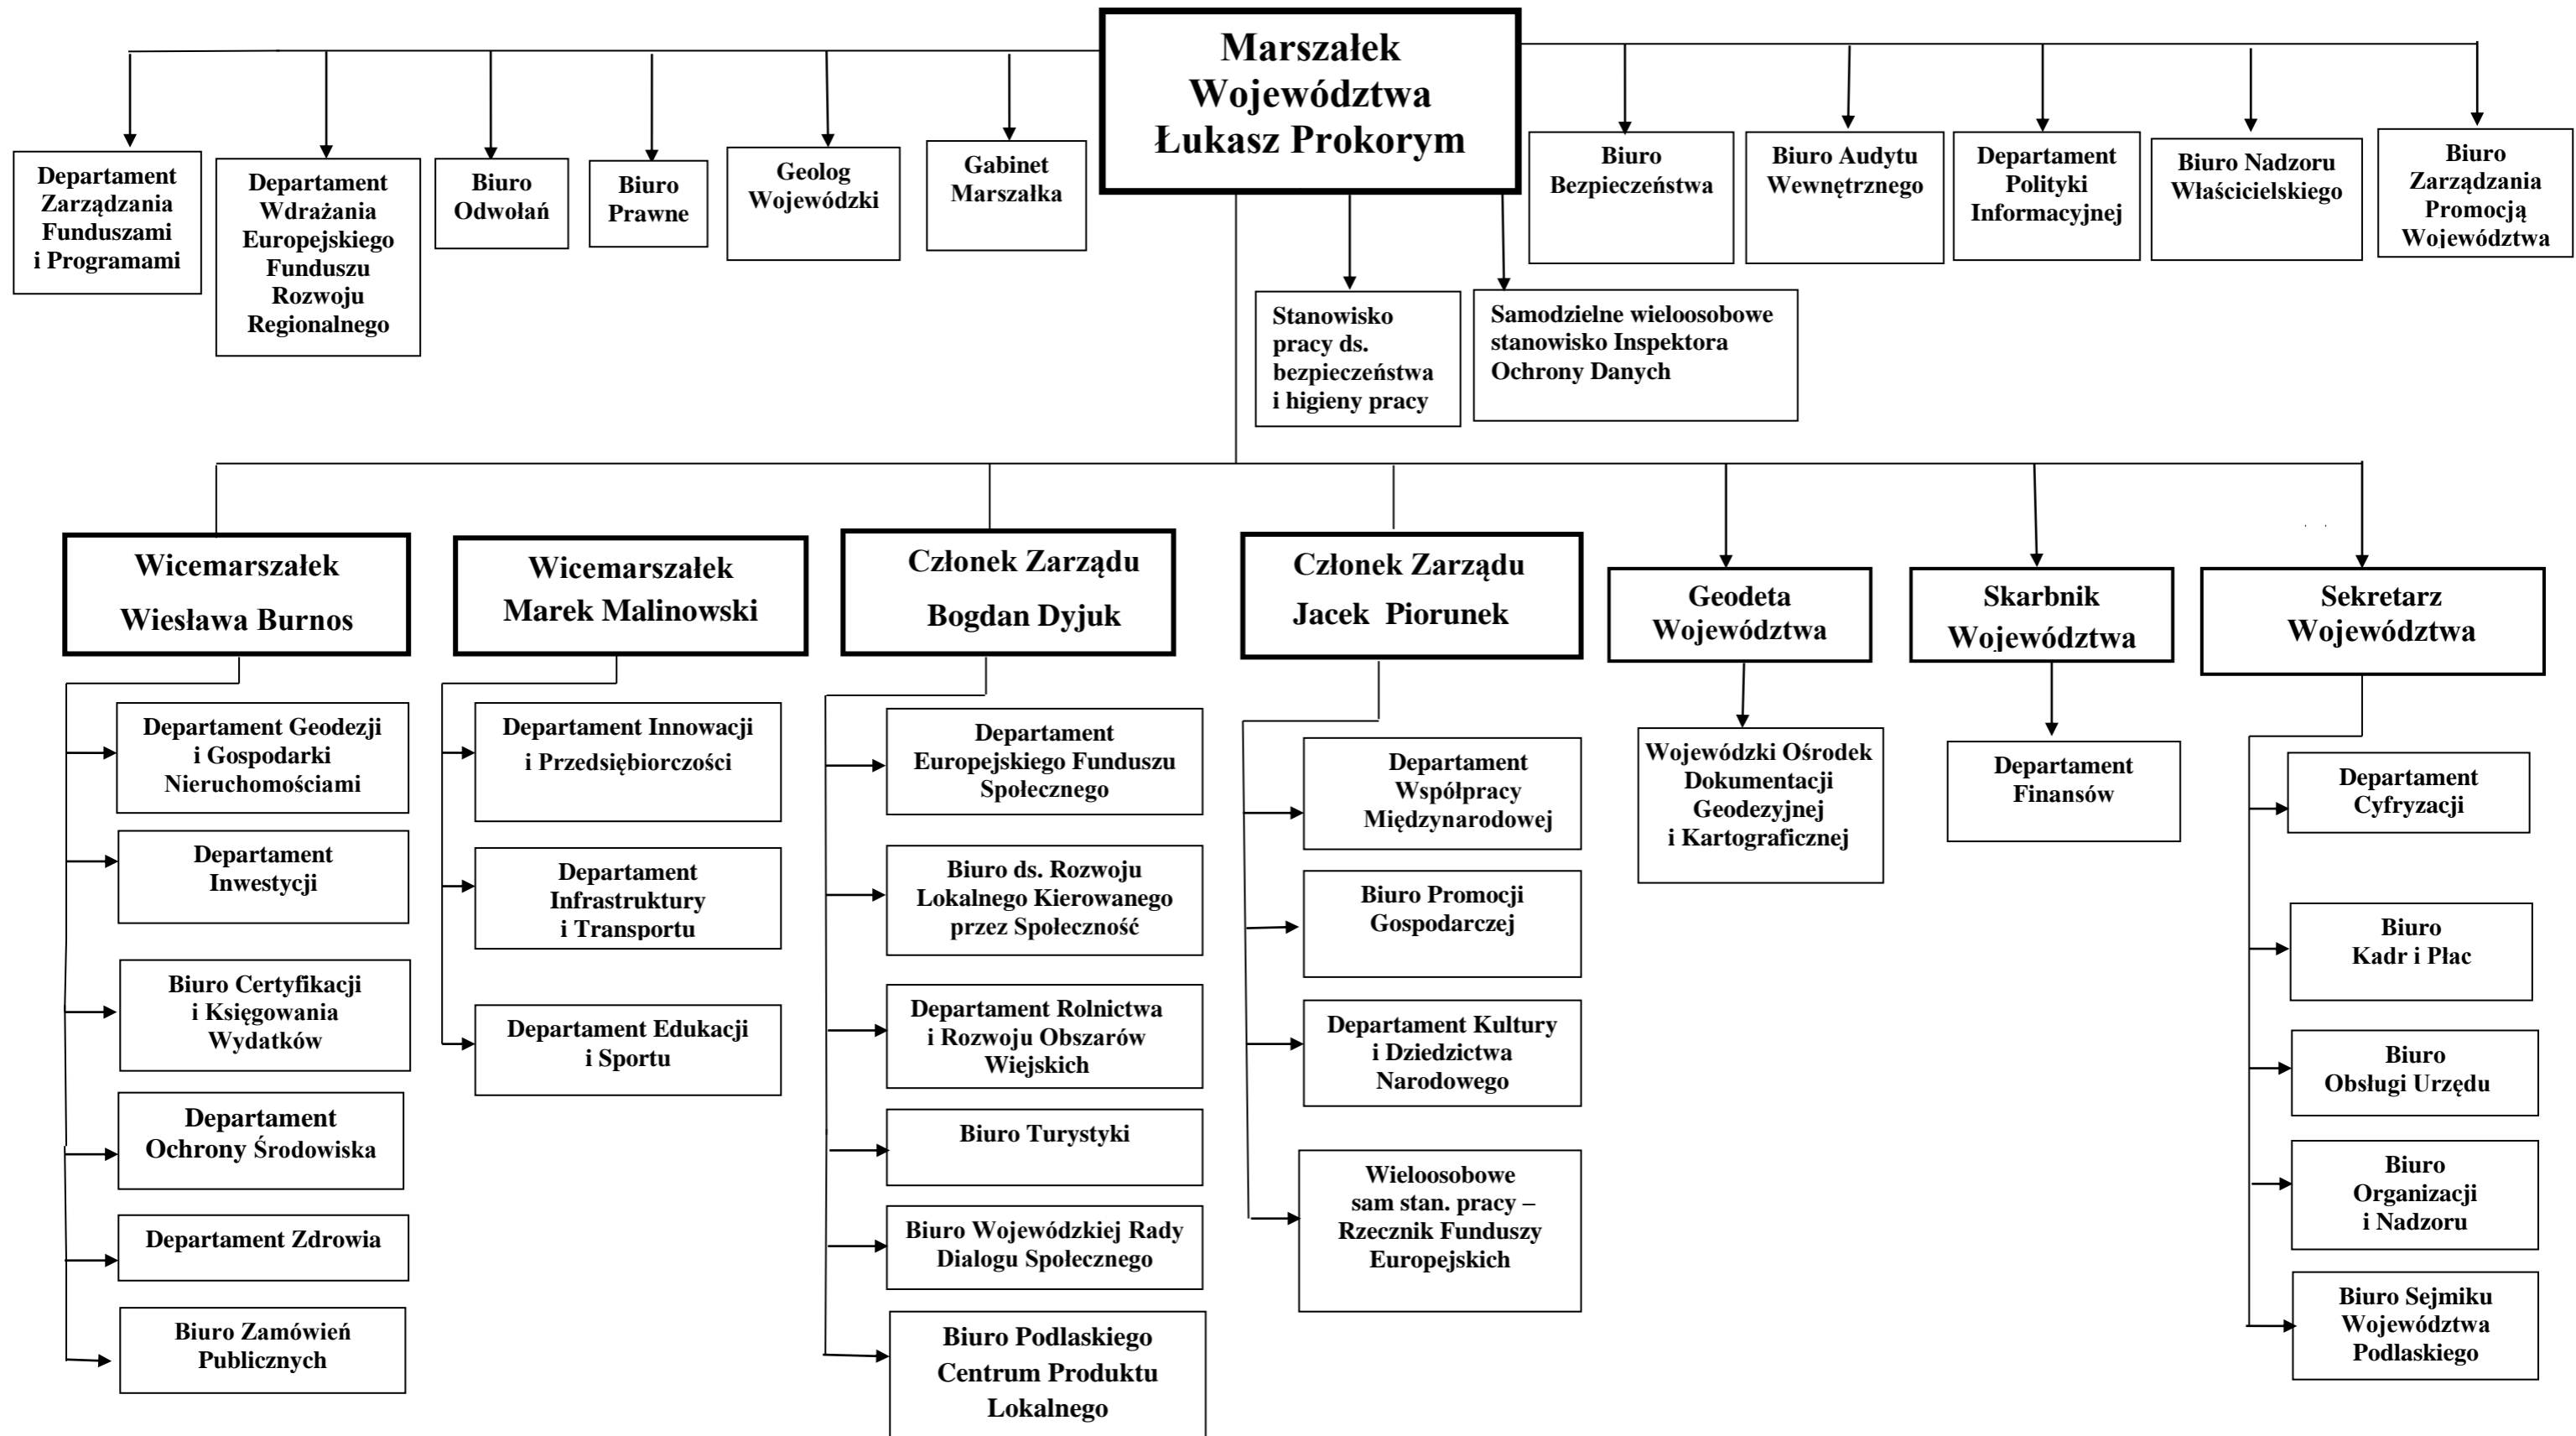 Marszałek
Województwa
Łukasz Prokorym
Departament
Zarządzania
Funduszami
i Programami
Departament
Wdrażania
Europejskiego
Funduszu
Rozwoju
Regionalnego
Biuro
Odwołań
Biuro
Prawne
Geolog
Wojewódzki
Gabinet
Marszałka
Biuro
Bezpieczeństwa
Biuro Audytu
Wewnętrznego
Departament
Polityki
Informacyjnej
Biuro Nadzoru
Właścicielskiego
Biuro
Zarządzania
Promocją
Województwa
Stanowisko
pracy ds.
bezpieczeństwa
i higieny pracy
Samodzielne wieloosobowe
stanowisko Inspektora
Ochrony Danych
Wicemarszałek
Wiesława Burnos
Wicemarszałek
Marek Malinowski
Członek Zarządu
Bogdan Dyjuk
Członek Zarządu
Jacek Piorunek
Geodeta
Województwa
Skarbnik
Województwa
Sekretarz
Województwa
Departament Geodezji
i Gospodarki
Nieruchomościami
Departament
Inwestycji
Biuro Certyfikacji
i Księgowania
Wydatków
Departament
Ochrony Środowiska
Departament Zdrowia
Biuro Zamówień
Publicznych
Departament Innowacji
i Przedsiębiorczości
Departament
Infrastruktury
i Transportu
Departament Edukacji
i Sportu
Departament
Europejskiego Funduszu
Społecznego
Biuro ds. Rozwoju
Lokalnego Kierowanego
przez Społeczność
Departament Rolnictwa
i Rozwoju Obszarów
Wiejskich
Biuro Turystyki
Biuro Wojewódzkiej Rady
Dialogu Społecznego
Biuro Podlaskiego
Centrum Produktu
Lokalnego
Departament
Współpracy
Międzynarodowej
Biuro Promocji
Gospodarczej
Departament Kultury
i Dziedzictwa
Narodowego
Wieloosobowe
sam stan. pracy –
Rzecznik Funduszy
Europejskich
Wojewódzki Ośrodek
Dokumentacji
Geodezyjnej
i Kartograficznej
Departament
Finansów
Departament
Cyfryzacji
Biuro
Kadr i Płac
Biuro
Obsługi Urzędu
Biuro
Organizacji
i Nadzoru
Biuro Sejmiku
Województwa
Podlaskiego